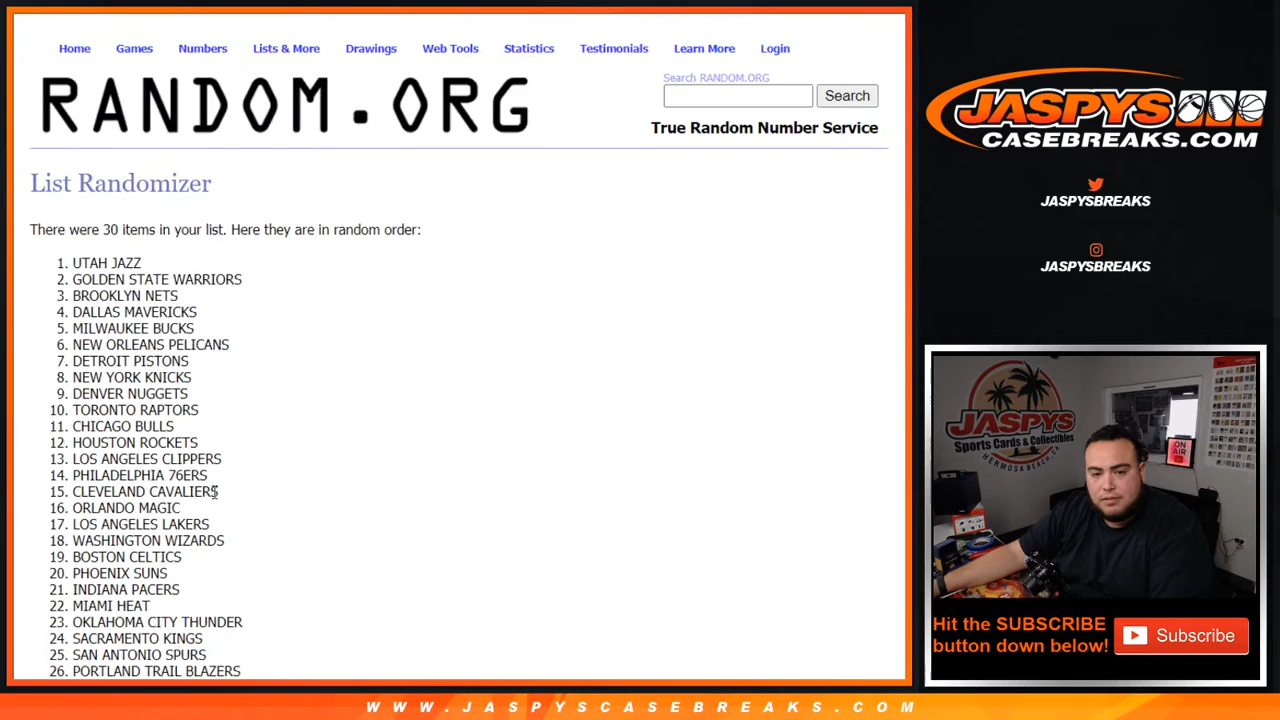 Home Games Numbers Lists & More Drawings Web Tools Statistics Testimonials Learn More Login
RANDOM.ORG
Search RANDOM.ORG
Search
True Random Number Service
List Randomizer
There were 30 items in your list. Here they are in random order:
1. UTAH JAZZ
2. GOLDEN STATE WARRIORS
3. BROOKLYN NETS
4. DALLAS MAVERICKS
5. MILWAUKEE BUCKS
6. NEW ORLEANS PELICANS
7. DETROIT PISTONS
8. NEW YORK KNICKS
9. DENVER NUGGETS
10. TORONTO RAPTORS
11. CHICAGO BULLS
12. HOUSTON ROCKETS
13. LOS ANGELES CLIPPERS
14. PHILADELPHIA 76ERS
15. CLEVELAND CAVALIERS
16. ORLANDO MAGIC
17. LOS ANGELES LAKERS
18. WASHINGTON WIZARDS
19. BOSTON CELTICS
20. PHOENIX SUNS
21. INDIANA PACERS
22. MIAMI HEAT
23. OKLAHOMA CITY THUNDER
24. SACRAMENTO KINGS
25. SAN ANTONIO SPURS
26. PORTLAND TRAIL BLAZERS
JASPYS
CASEBREAKS.COM
JASPYSBREAKS
JASPYSBREAKS
JASPYS
Sports Cards & Collectibles
HERMOSA BEACH, CA
ON AIR
Hit the SUBSCRIBE
button down below!
Subscribe
WWW.JASPYSCASEBREAKS.COM